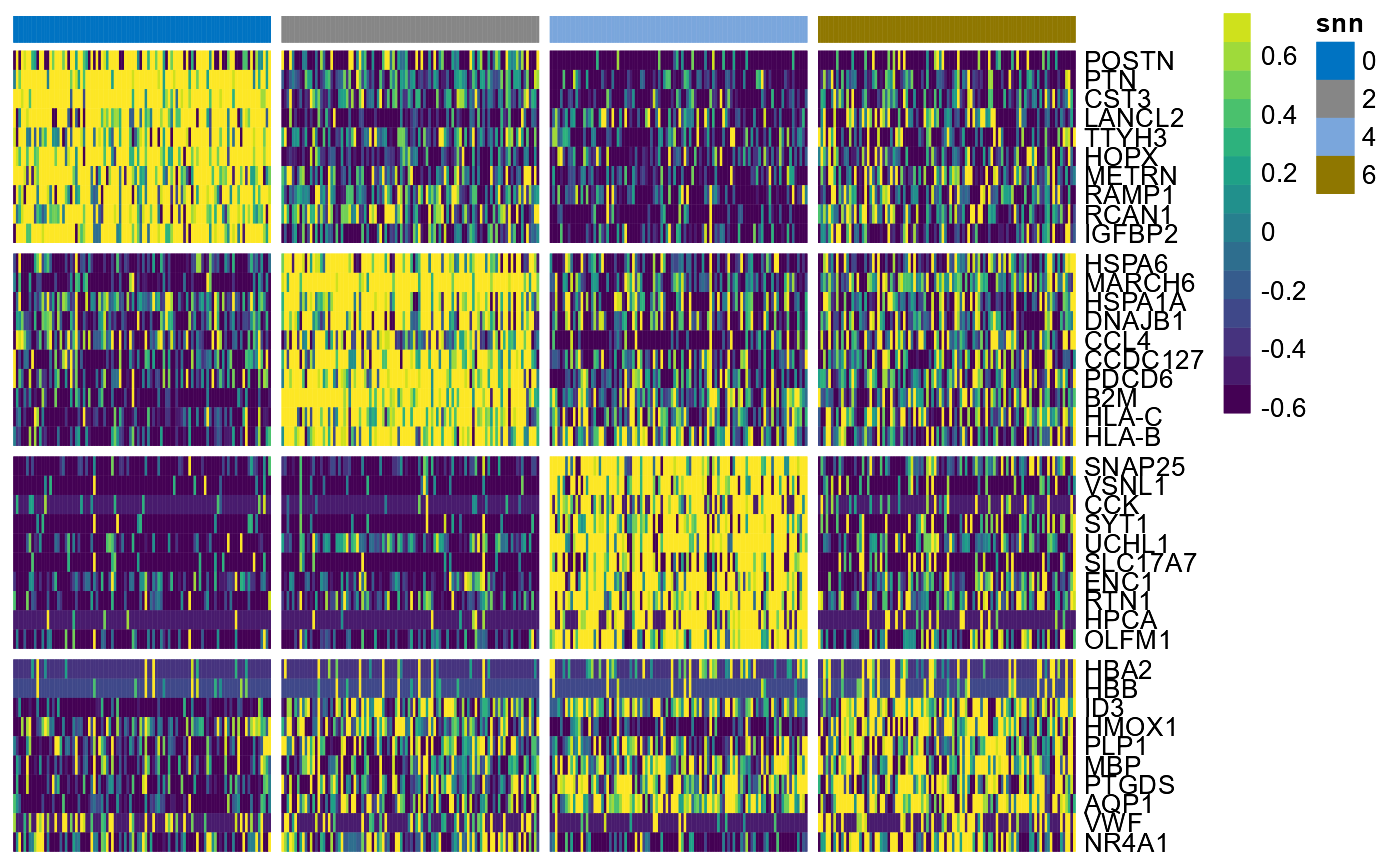 POSTN
PTN
CST3
LANCL2
TTYH3
HOPX
METRN
RAMP1
RCAN1
IGFBP2
HSPA6
MARCH6
HSPA1A
DNAJB1
CCL4
CCDC127
PDCD6
B2M
HLA-C
HLA-B
SNAP25
VSNL1
CCK
SYT1
UCHL1
SLC17A7
ENC1
RTN1
HPCA
OLFM1
HBA2
HBB
ID3
HMOX1
PLP1
MBP
PTGDS
AQP1
VWF
NR4A1
0.6
0.4
0.2
0
-0.2
-0.4
-0.6
snn
0
2
4
6